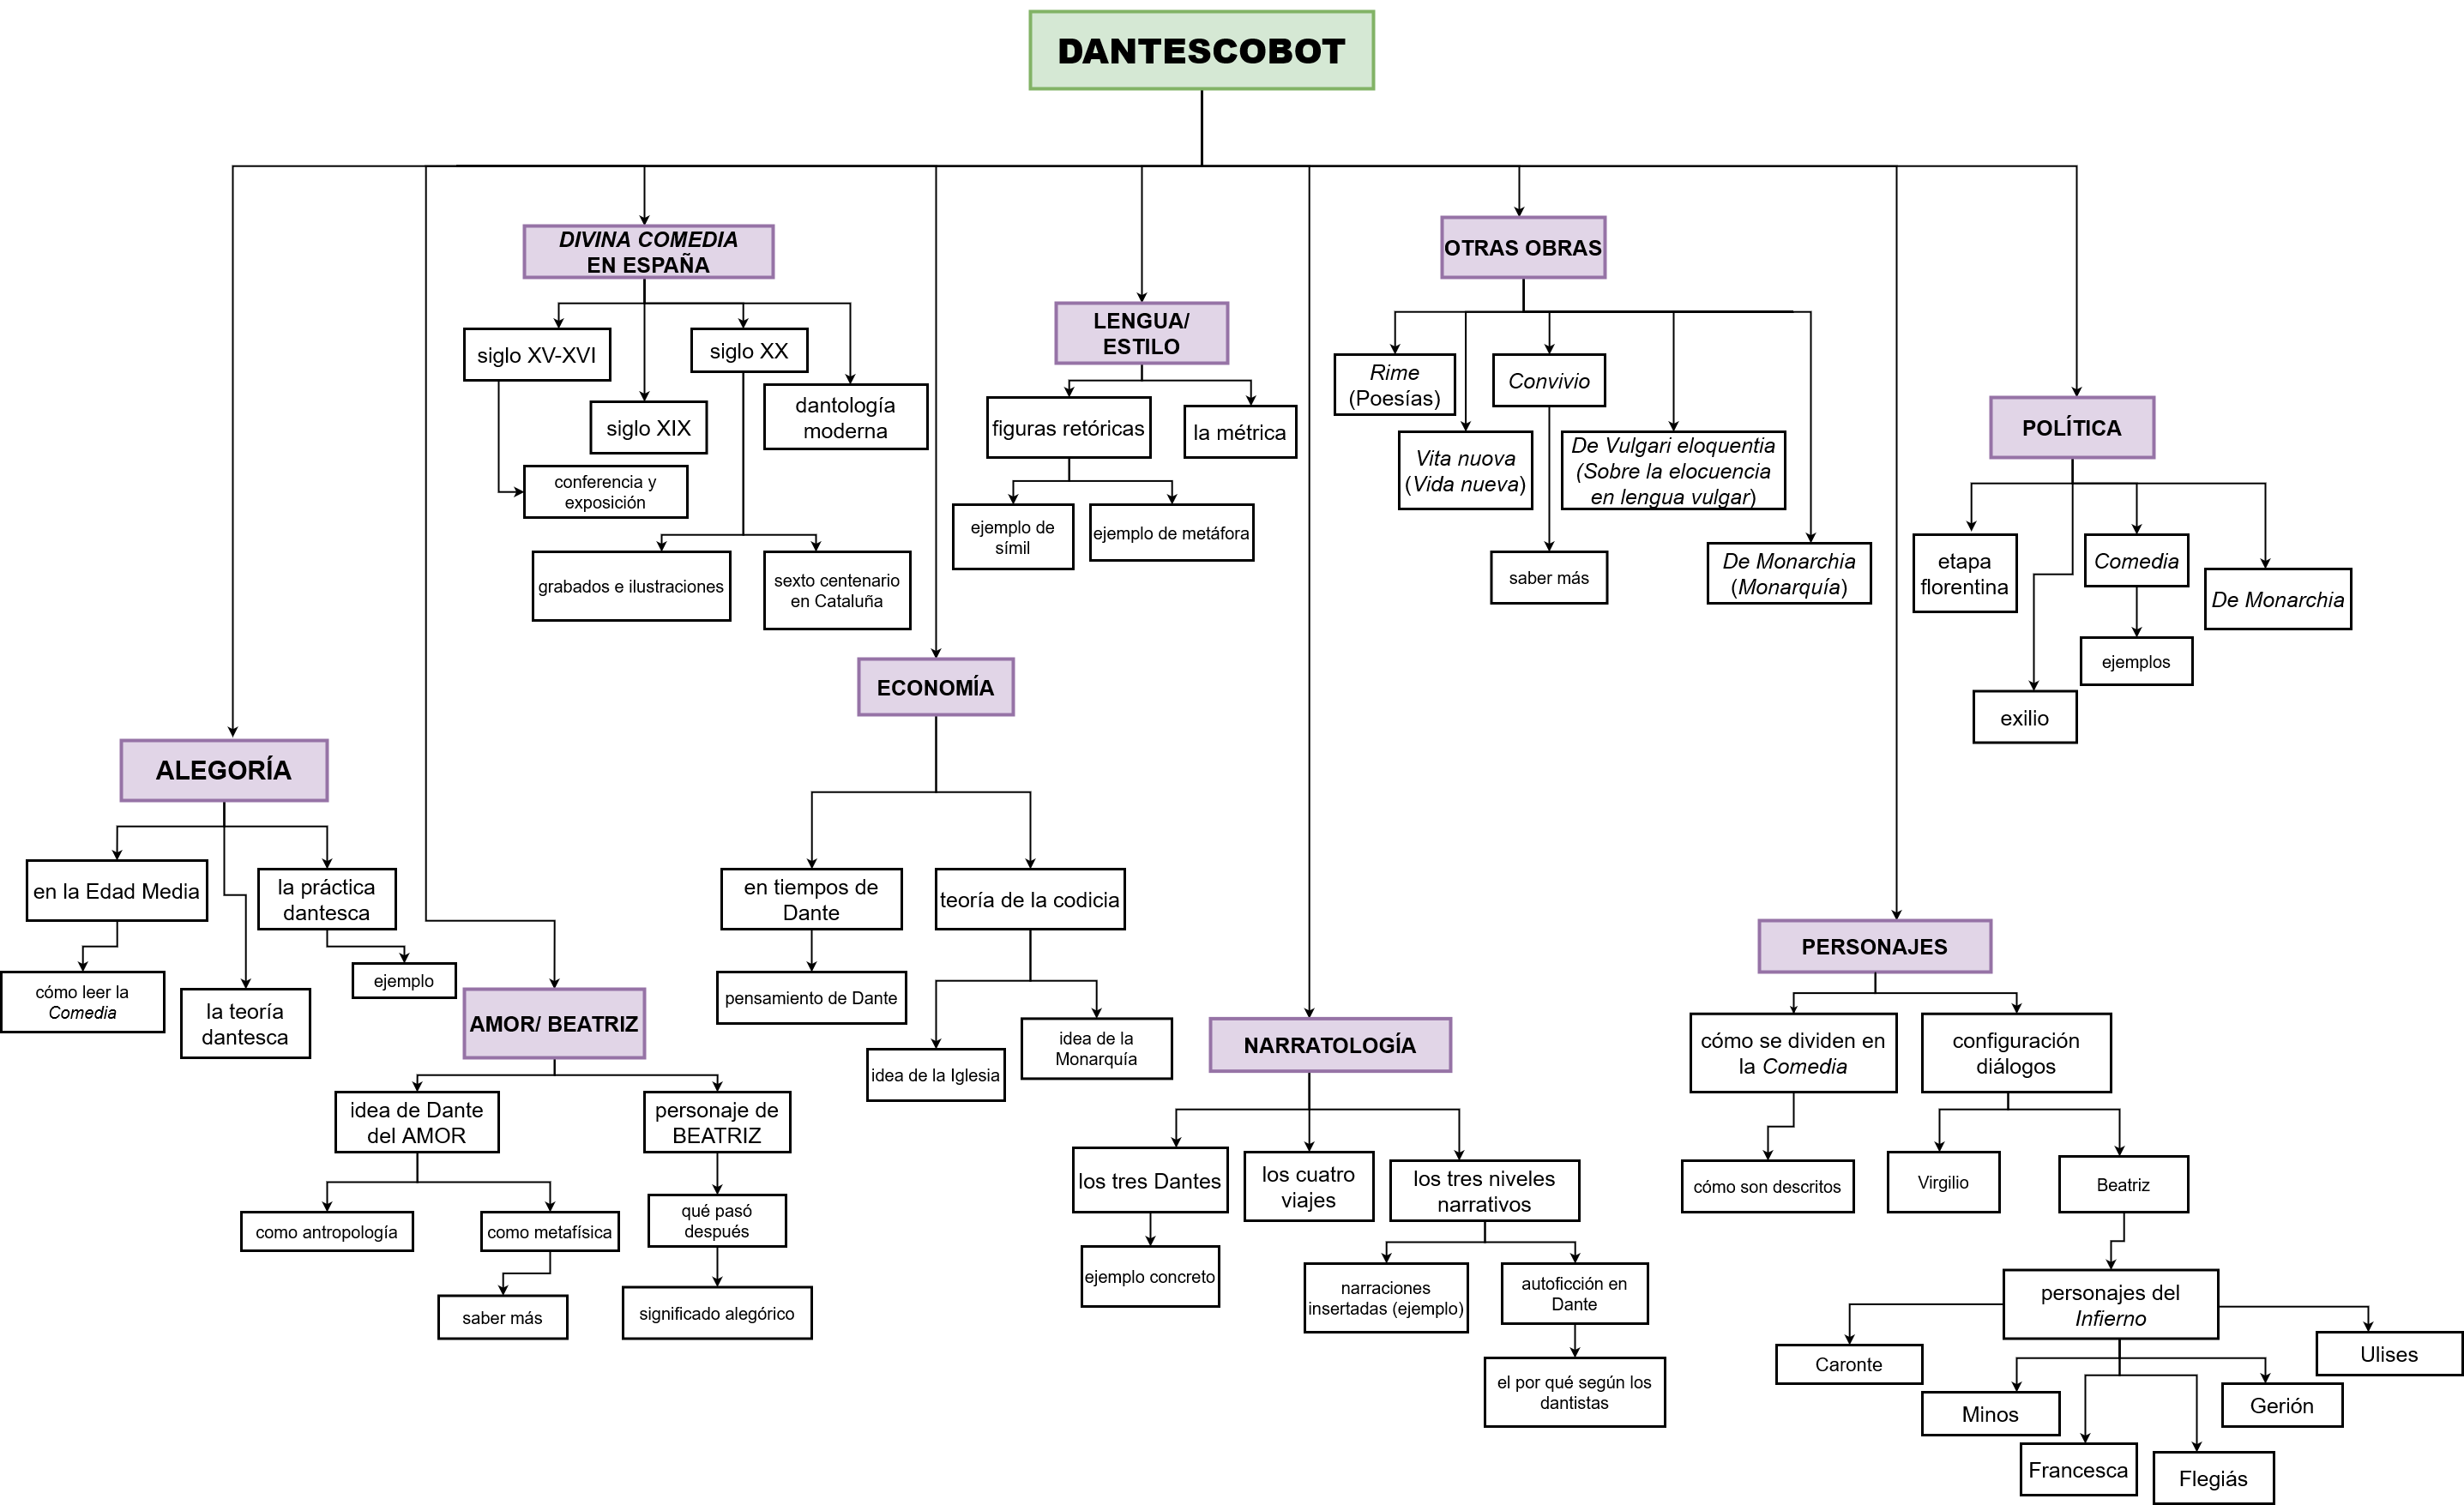 DANTESCOBOT
DIVINA COMEDIA
EN ESPAÑA
siglo XV-XVI
siglo XX
siglo XIX
dantología
moderna
conferencia y
exposición
grabados e ilustraciones
sexto centenario
en Cataluña
LENGUA/
ESTILO
figuras retóricas
la métrica
ejemplo de
símil
ejemplo de metáfora
OTRAS OBRAS
Rime
(Poesías)
Convivio
Vita nuova
(Vida nueva)
De Vulgari eloquentia
(Sobre la elocuencia
en lengua vulgar)
saber más
De Monarchia
(Monarquía)
POLÍTICA
etapa
florentina
Comedia
De Monarchia
ejemplos
exilio
ECONOMÍA
en tiempos de
Dante
teoría de la codicia
pensamiento de Dante
idea de la Iglesia
idea de la
Monarquía
ALEGORÍA
en la Edad Media
la práctica
dantesca
cómo leer la
Comedia
la teoría
dantesca
ejemplo
AMOR/ BEATRIZ
idea de Dante
del AMOR
personaje de
BEATRIZ
como antropología
como metafísica
qué pasó
después
saber más
significado alegórico
NARRATOLOGÍA
los tres Dantes
los cuatro
viajes
los tres niveles
narrativos
ejemplo concreto
narraciones
insertadas (ejemplo)
autoficción en
Dante
el por qué según los
dantistas
PERSONAJES
cómo se dividen en
la Comedia
configuración
diálogos
cómo son descritos
Virgilio
Beatriz
personajes del
Infierno
Caronte
Ulises
Minos
Gerión
Francesca
Flegiás